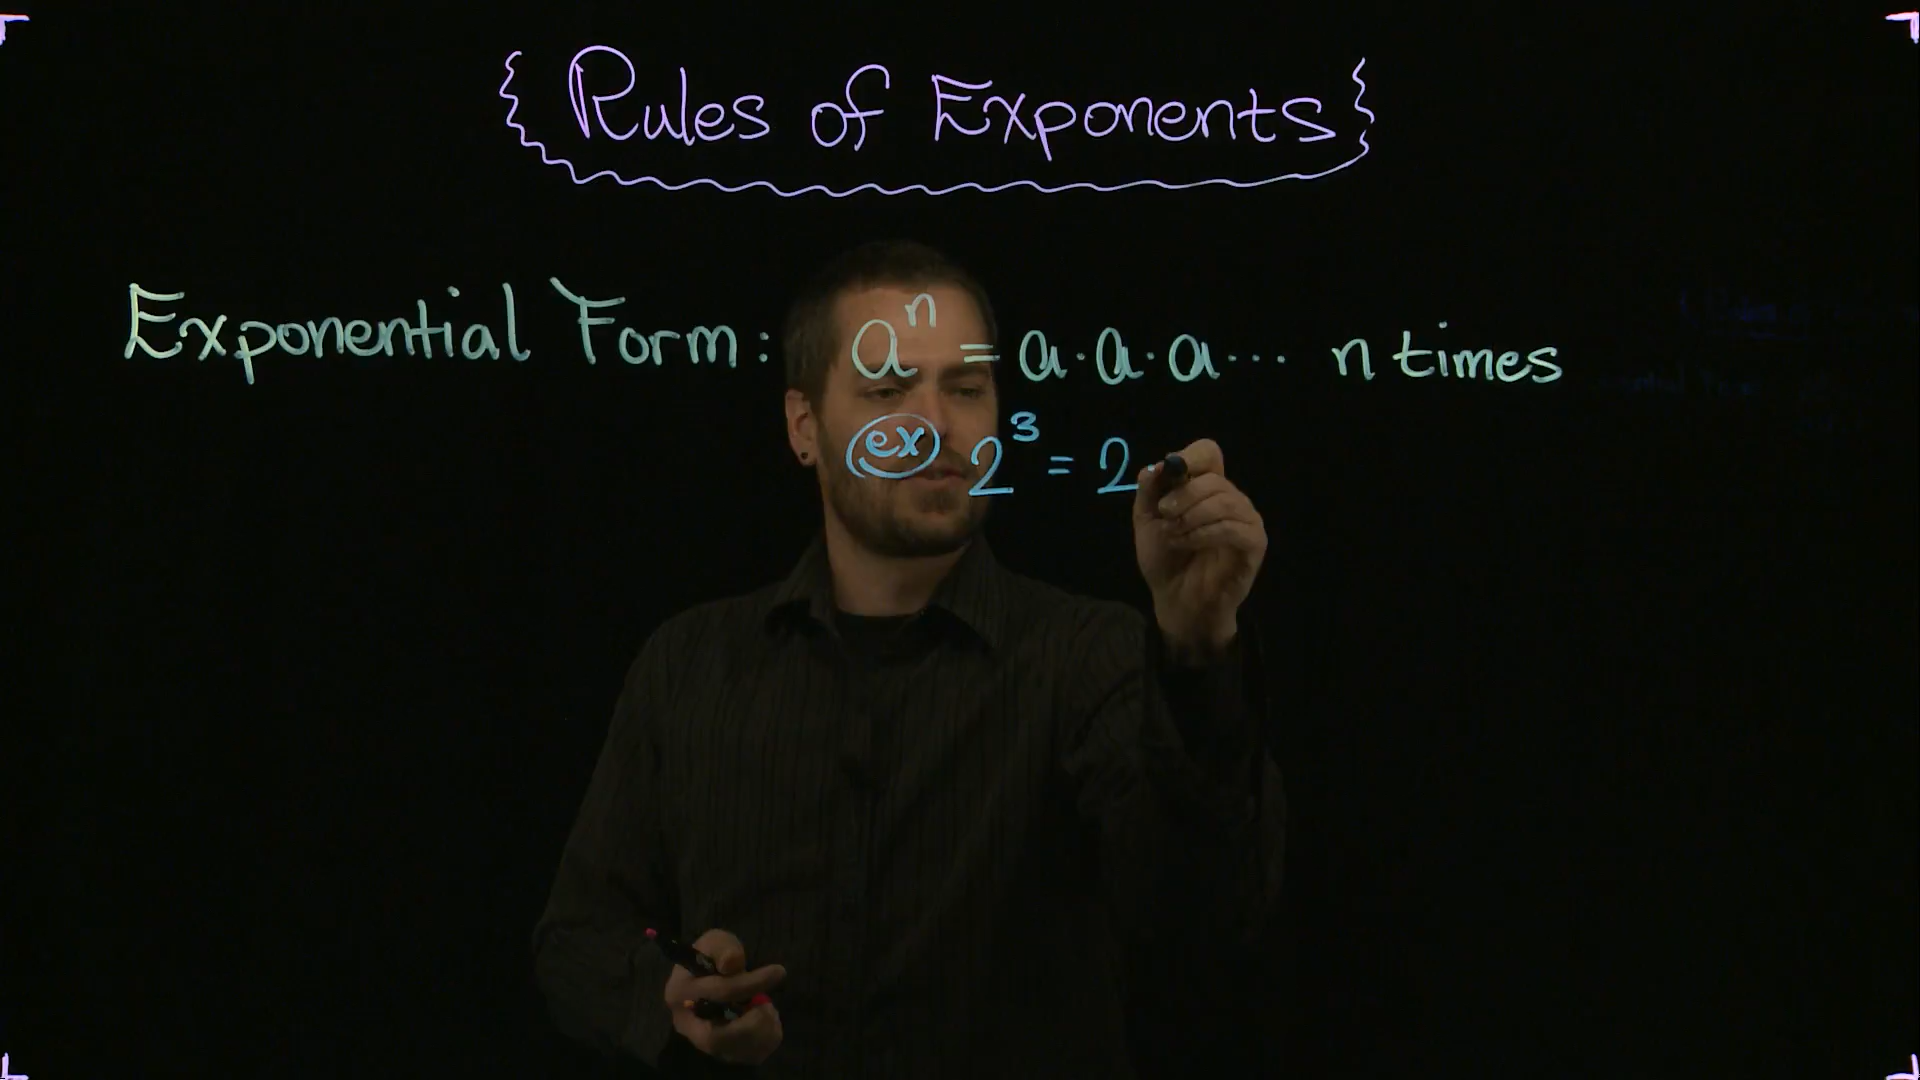 { Rules of Exponents }
Exponential Form: aⁿ = a·a·a··· n times
ex 2³ = 2·